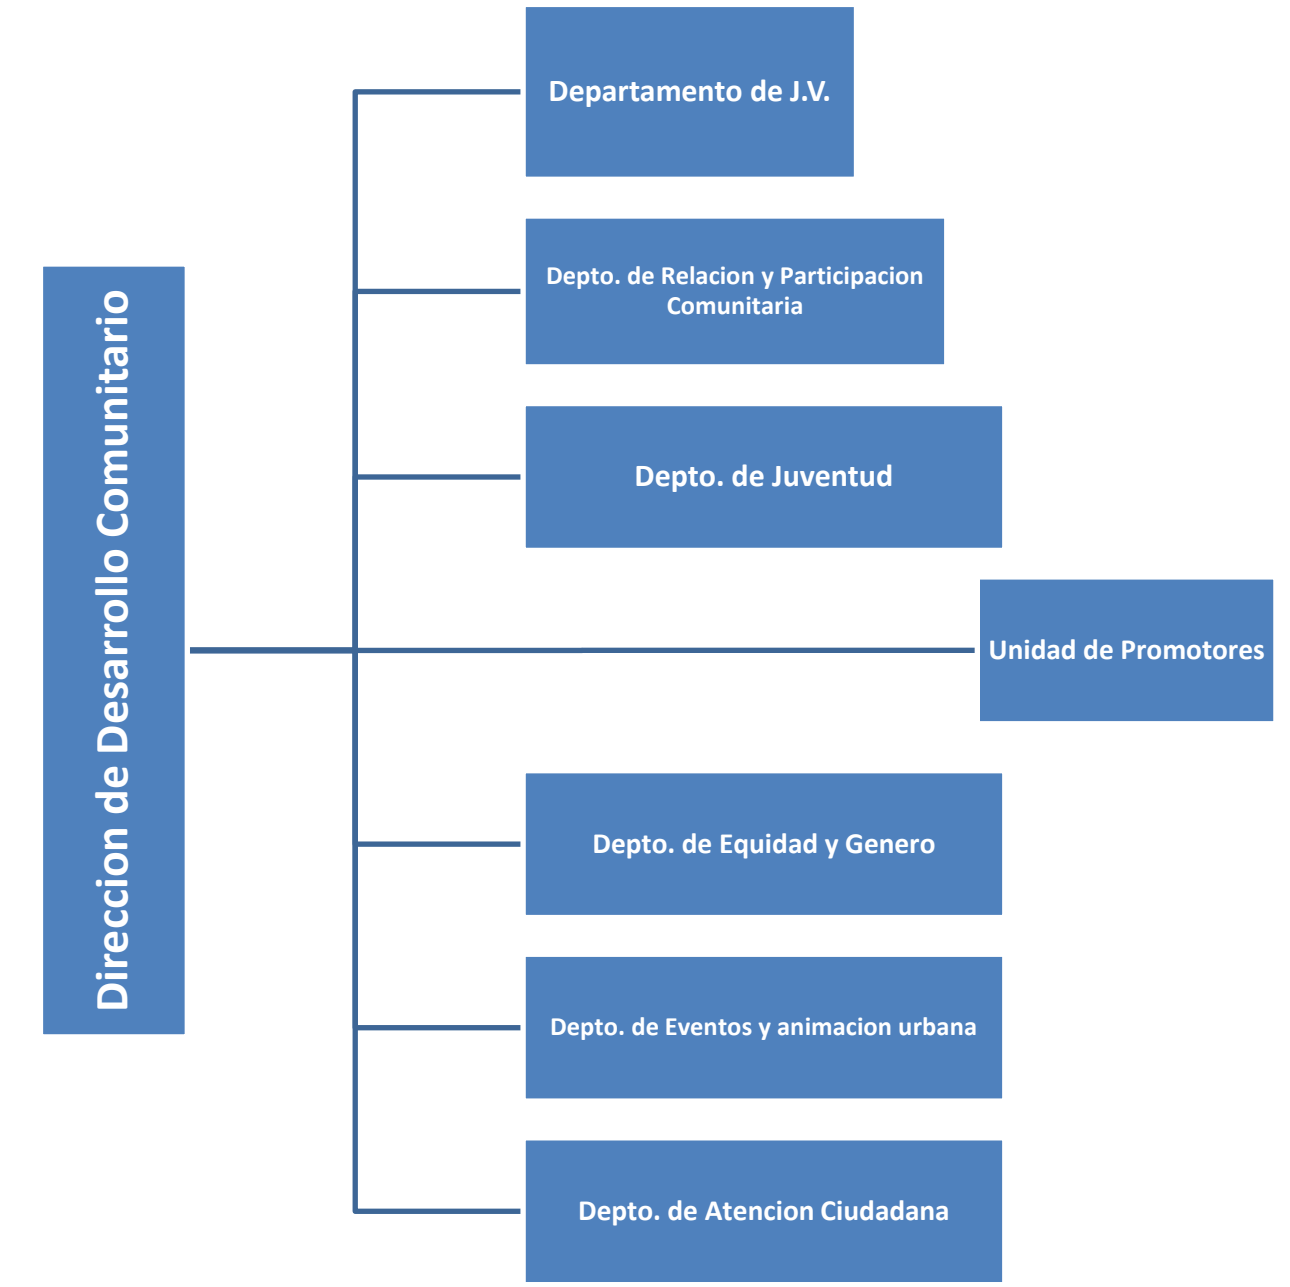 Direccion de Desarrollo Comunitario
Departamento de J.V.
Depto. de Relacion y Participacion
Comunitaria
Depto. de Juventud
Unidad de Promotores
Depto. de Equidad y Genero
Depto. de Eventos y animacion urbana
Depto. de Atencion Ciudadana